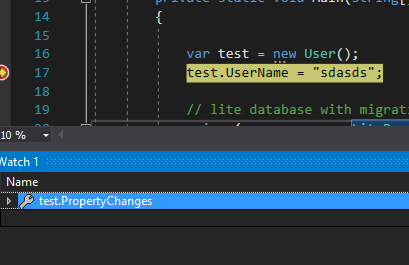 private static void Main(string[]
14 {
15
16 var test = new User();
17 test.UserName = "sdasds";
18
19 // lite database with migrati
10 %
Watch 1
Name
test.PropertyChanges